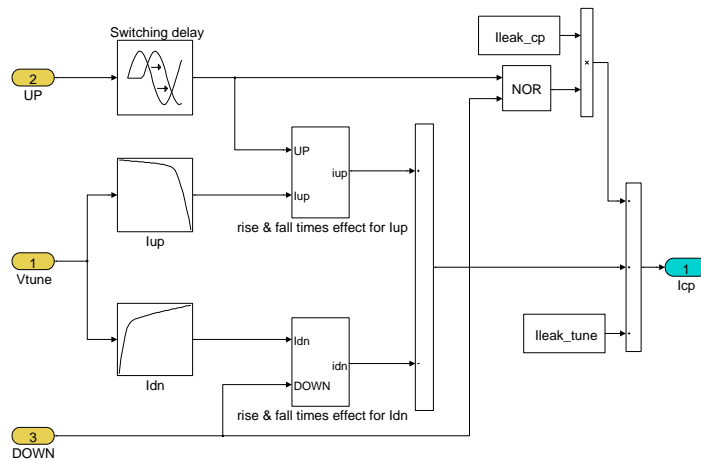 Switching delay
Ileak_cp
×
2
UP
NOR
UP
iup
Iup
rise & fall times effect for Iup
Iup
1
Vtune
1
Icp
Idn
idn
DOWN
rise & fall times effect for Idn
Idn
Ileak_tune
3
DOWN